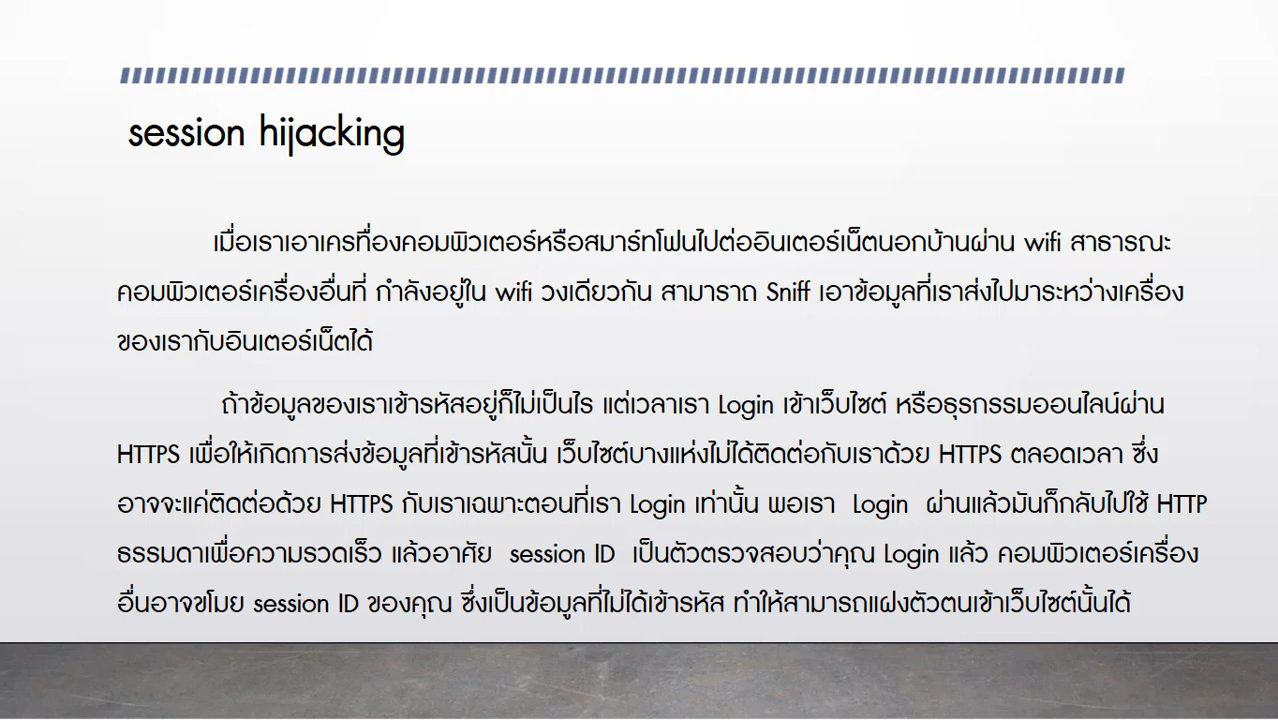 session hijacking
เมื่อเราเอาเครทื่องคอมพิวเตอร์หรือสมาร์ทโฟนไปต่ออินเตอร์เน็ตนอกบ้านผ่าน wifi สาธารณะ
คอมพิวเตอร์เครื่องอื่นที่ กำลังอยู่ใน wifi วงเดียวกัน สามาราถ Sniff เอาข้อมูลที่เราส่งไปมาระหว่างเครื่อง
ของเรากับอินเตอร์เน็ตได้
ถ้าข้อมูลของเราเข้ารหัสอยู่ก็ไม่เป็นไร แต่เวลาเรา Login เข้าเว็บไซต์ หรือธุรกรรมออนไลน์ผ่าน
HTTPS เพื่อให้เกิดการส่งข้อมูลที่เข้ารหัสนั้น เว็บไซต์บางแห่งไม่ได้ติดต่อกับเราด้วย HTTPS ตลอดเวลา ซึ่ง
อาจจะแค่ติดต่อด้วย HTTPS กับเราเฉพาะตอนที่เรา Login เท่านั้น พอเรา Login ผ่านแล้วมันก็กลับไปใช้ HTTP
ธรรมดาเพื่อความรวดเร็ว แล้วอาศัย session ID เป็นตัวตรวจสอบว่าคุณ Login แล้ว คอมพิวเตอร์เครื่อง
อื่นอาจขโมย session ID ของคุณ ซึ่งเป็นข้อมูลที่ไม่ได้เข้ารหัส ทำให้สามารถแฝงตัวตนเข้าเว็บไซต์นั้นได้